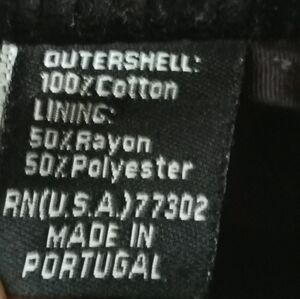 OUTERSHELL:
100% Cotton
LINING:
50% Rayon
50% Polyester
RN(U.S.A.)77302
MADE IN
PORTUGAL